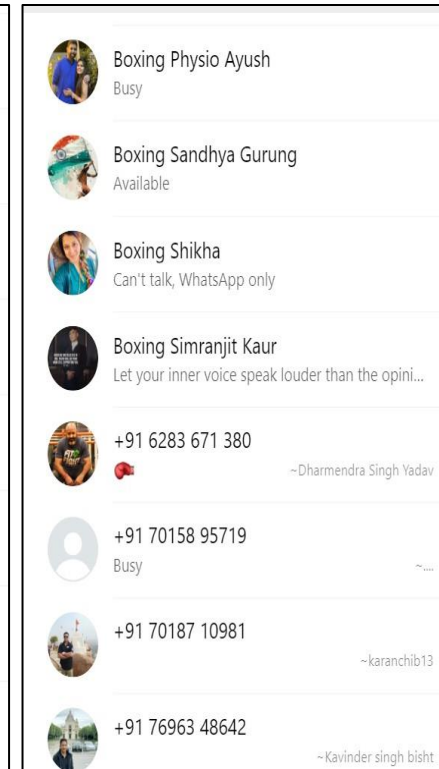 Boxing Physio Ayush
Busy
Boxing Sandhya Gurung
Available
Boxing Shikha
Can't talk, WhatsApp only
Boxing Simranjit Kaur
Let your inner voice speak louder than the opini...
+91 6283 671 380
🥊 ~Dharmendra Singh Yadav
+91 70158 95719
Busy ~....
+91 70187 10981
~karanchib13
+91 76963 48642
~Kavinder singh bisht